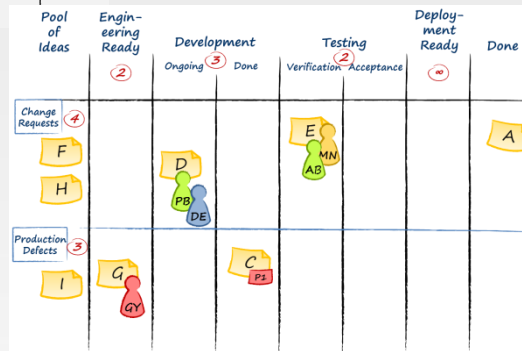 Pool
of
Ideas
Engin-
eering
Ready
2
Development
3
Ongoing
Done
Testing
2
Verification
Acceptance
Deploy-
ment
Ready
∞
Done
Change
Requests
4
F
H
D
PB
DE
E
MN
AB
A
Production
Defects
3
I
G
GY
C
P1